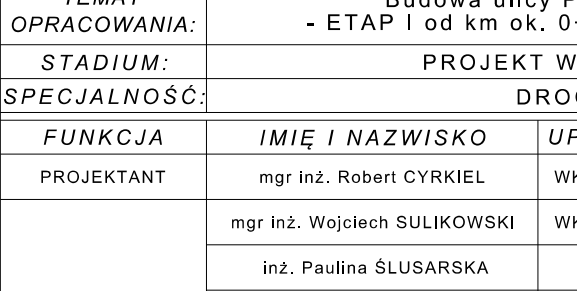 TEMAT
OPRACOWANIA:
Budowa ulicy
- ETAP I od km ok.
STADIUM:
PROJEKT
SPECJALNOŚĆ:
FUNKCJA IMIĘ I NAZWISKO
PROJEKTANT mgr inż. Robert CYRKIEL
mgr inż. Wojciech SULIKOWSKI
inż. Paulina ŚLUSARSKA